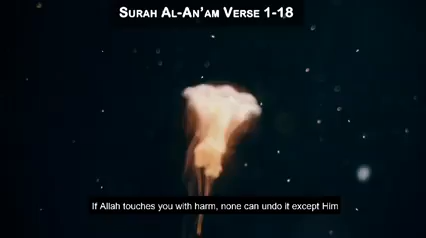 Surah Al-An'am Verse 1-18
If Allah touches you with harm, none can undo it except Him